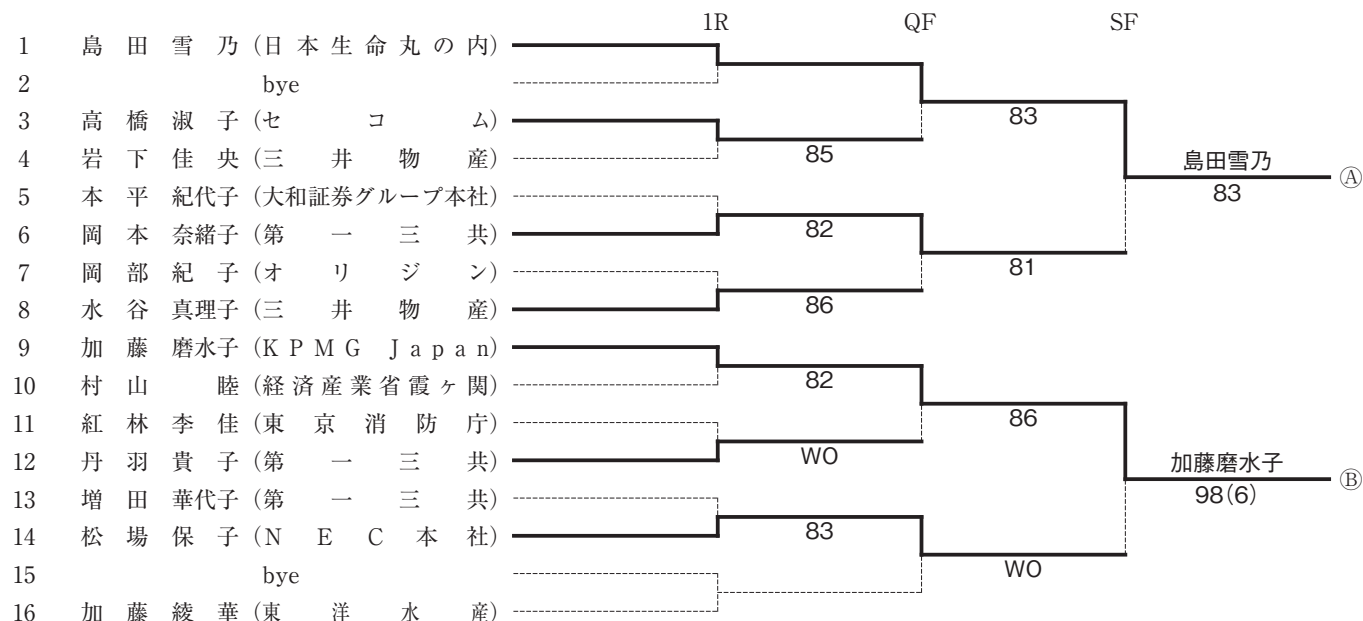 1R QF SF
1 島田雪乃(日本生命丸の内)
2 bye
83
3 高橋淑子(セコム)
85
4 岩下佳央(三井物産)
島田雪乃 Ⓐ
83
5 本平紀代子(大和証券グループ本社)
82
6 岡本奈緒子(第一三共)
81
7 岡部紀子(オリジン)
86
8 水谷真理子(三井物産)
9 加藤磨水子(KPMG Japan)
82
10 村山睦(経済産業省霞ヶ関)
86
11 紅林李佳(東京消防庁)
WO
12 丹羽貴子(第一三共)
加藤磨水子 Ⓑ
98(6)
13 増田華代子(第一三共)
83
14 松場保子(NEC本社)
WO
15 bye
16 加藤綾華(東洋水産)